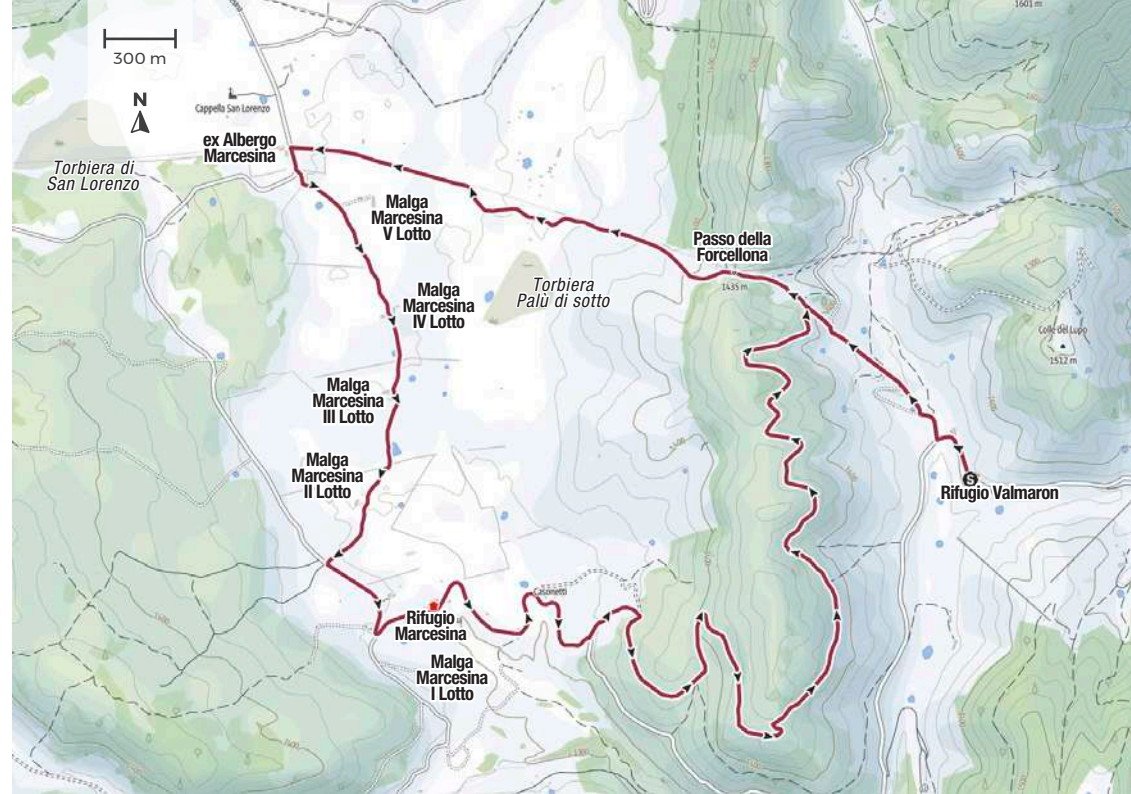 300 m
N
1601 m
Cappella San Lorenzo
ex Albergo
Marcesina
Torbiera di
San Lorenzo
Malga
Marcesina
V Lotto
Passo della
Forcellona
1435 m
Torbiera
Palù di sotto
Malga
Marcesina
IV Lotto
Colle del Lupo
1512 m
Malga
Marcesina
III Lotto
Malga
Marcesina
II Lotto
S
Rifugio Valmaron
Casonetti
Rifugio
Marcesina
Malga
Marcesina
I Lotto
1400
1300